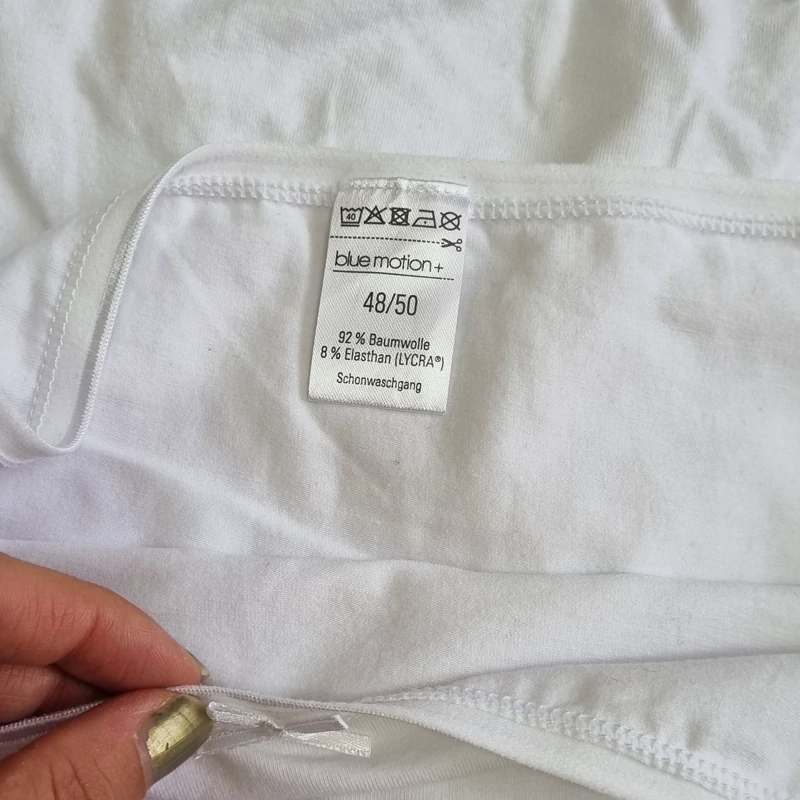 40
blue motion+
48/50
92 % Baumwolle
8 % Elasthan (LYCRA®)
Schonwaschgang